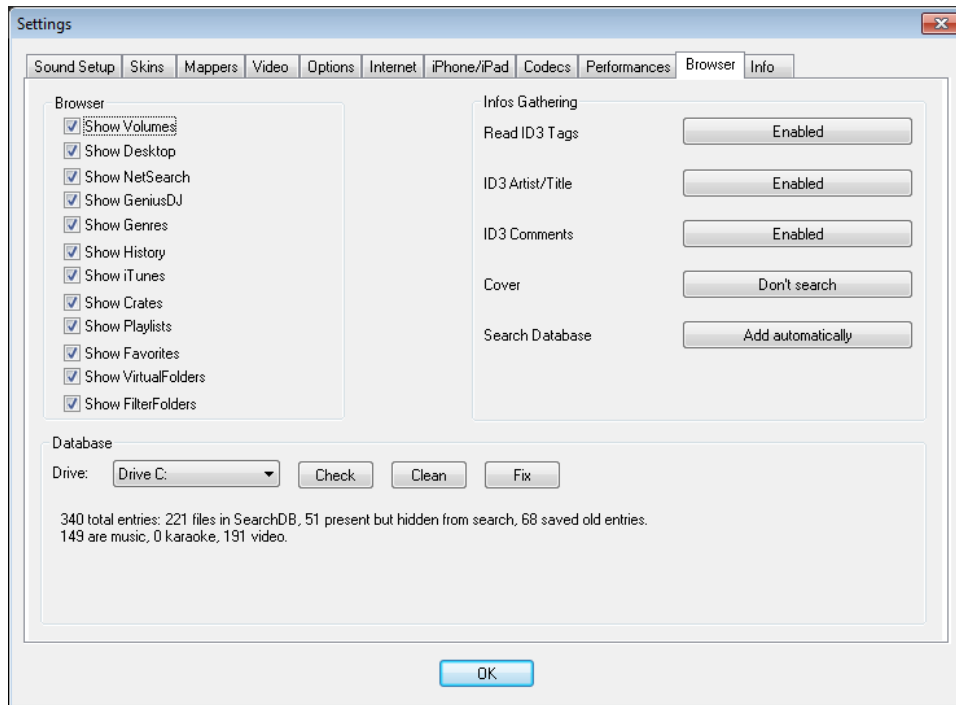 Settings
Sound Setup Skins Mappers Video Options Internet iPhone/iPad Codecs Performances Browser Info
Browser
Show Volumes
Show Desktop
Show NetSearch
Show GeniusDJ
Show Genres
Show History
Show iTunes
Show Crates
Show Playlists
Show Favorites
Show VirtualFolders
Show FilterFolders
Infos Gathering
Read ID3 Tags Enabled
ID3 Artist/Title Enabled
ID3 Comments Enabled
Cover Don't search
Search Database Add automatically
Database
Drive: Drive C: Check Clean Fix
340 total entries: 221 files in SearchDB, 51 present but hidden from search, 68 saved old entries.
149 are music, 0 karaoke, 191 video.
OK